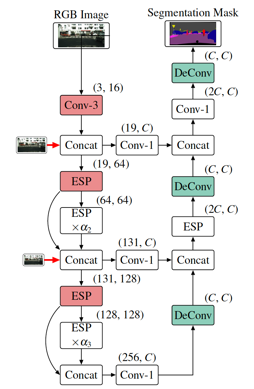 RGB Image
Segmentation Mask
(C, C)
DeConv
(3, 16)
(2C, C)
Conv-3
Conv-1
(19, C)
Concat
Conv-1
Concat
(19, 64)
(C, C)
ESP
DeConv
(64, 64)
(2C, C)
ESP
×α2
ESP
(131, C)
Concat
Conv-1
Concat
(131, 128)
(C, C)
ESP
DeConv
(128, 128)
ESP
×α3
(256, C)
Concat
Conv-1